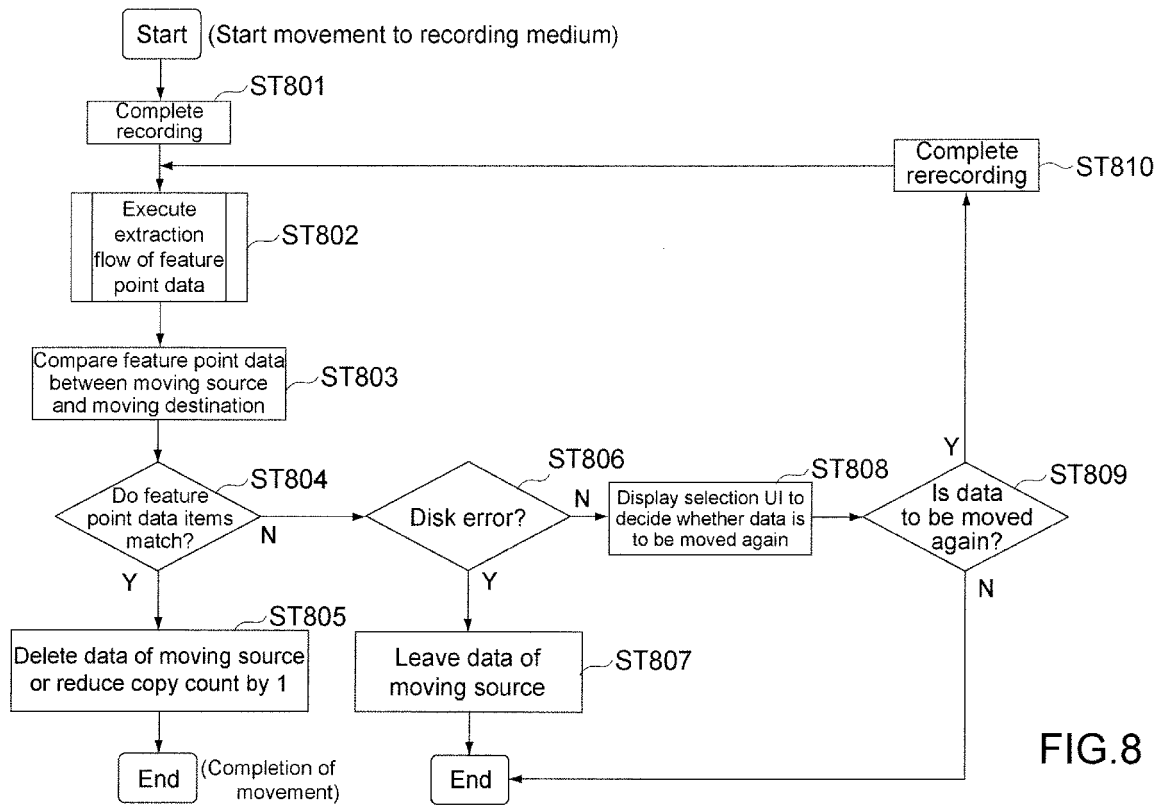 Start (Start movement to recording medium)
ST801
Complete
recording
Complete
rerecording
ST810
Execute
extraction
flow of feature
point data
ST802
Compare feature point data
between moving source
and moving destination
ST803
ST804
Do feature
point data items
match?
N
Y
ST806
Disk error?
N
Y
ST808
Display selection UI to
decide whether data is
to be moved again
Y
ST809
Is data
to be moved
again?
N
ST805
Delete data of moving source
or reduce copy count by 1
Leave data of
moving source
ST807
End
(Completion of
movement)
End
FIG.8